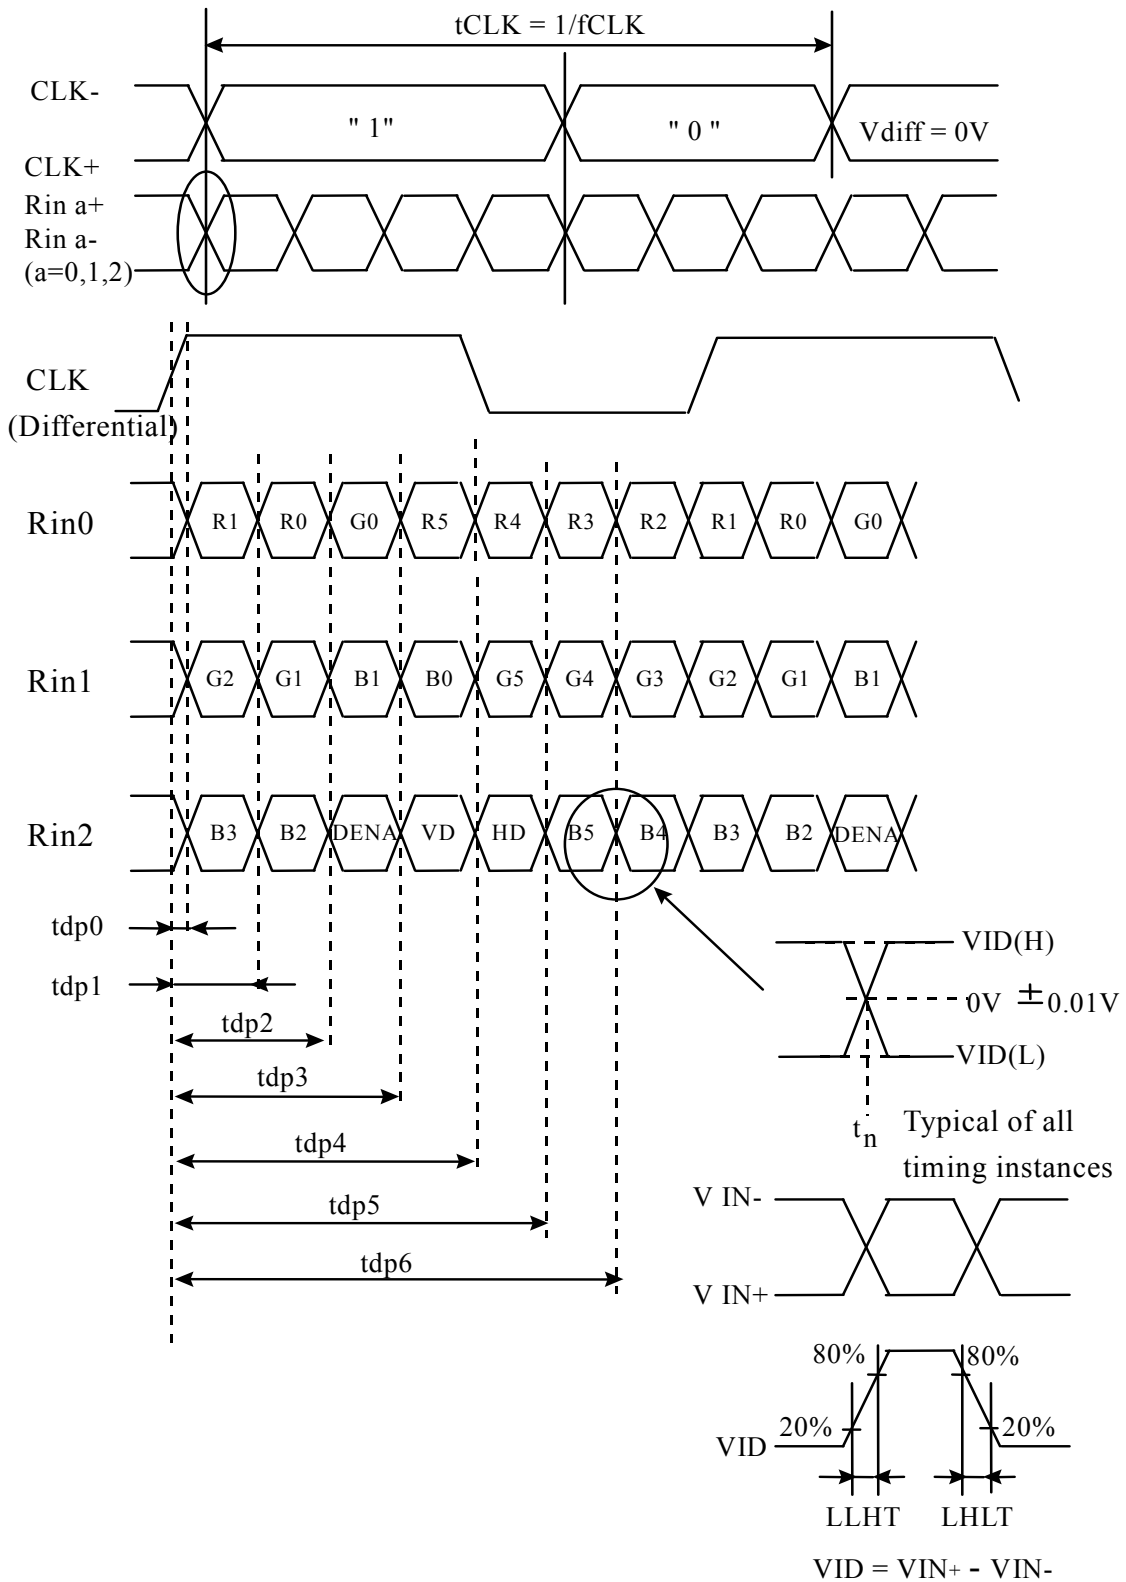 tCLK = 1/fCLK
CLK-
" 1"
" 0 "
Vdiff = 0V
CLK+
Rin a+
Rin a-
(a=0,1,2)
CLK
(Differential)
Rin0 R1 R0 G0 R5 R4 R3 R2 R1 R0 G0
Rin1 G2 G1 B1 B0 G5 G4 G3 G2 G1 B1
Rin2 B3 B2 DENA VD HD B5 B4 B3 B2 DENA
tdp0
tdp1
tdp2
tdp3
tdp4
tdp5
tdp6
VID(H)
0V ±0.01V
VID(L)
tn
Typical of all
timing instances
V IN-
V IN+
80% 80%
20% 20%
VID
LLHT LHLT
VID = VIN+ - VIN-